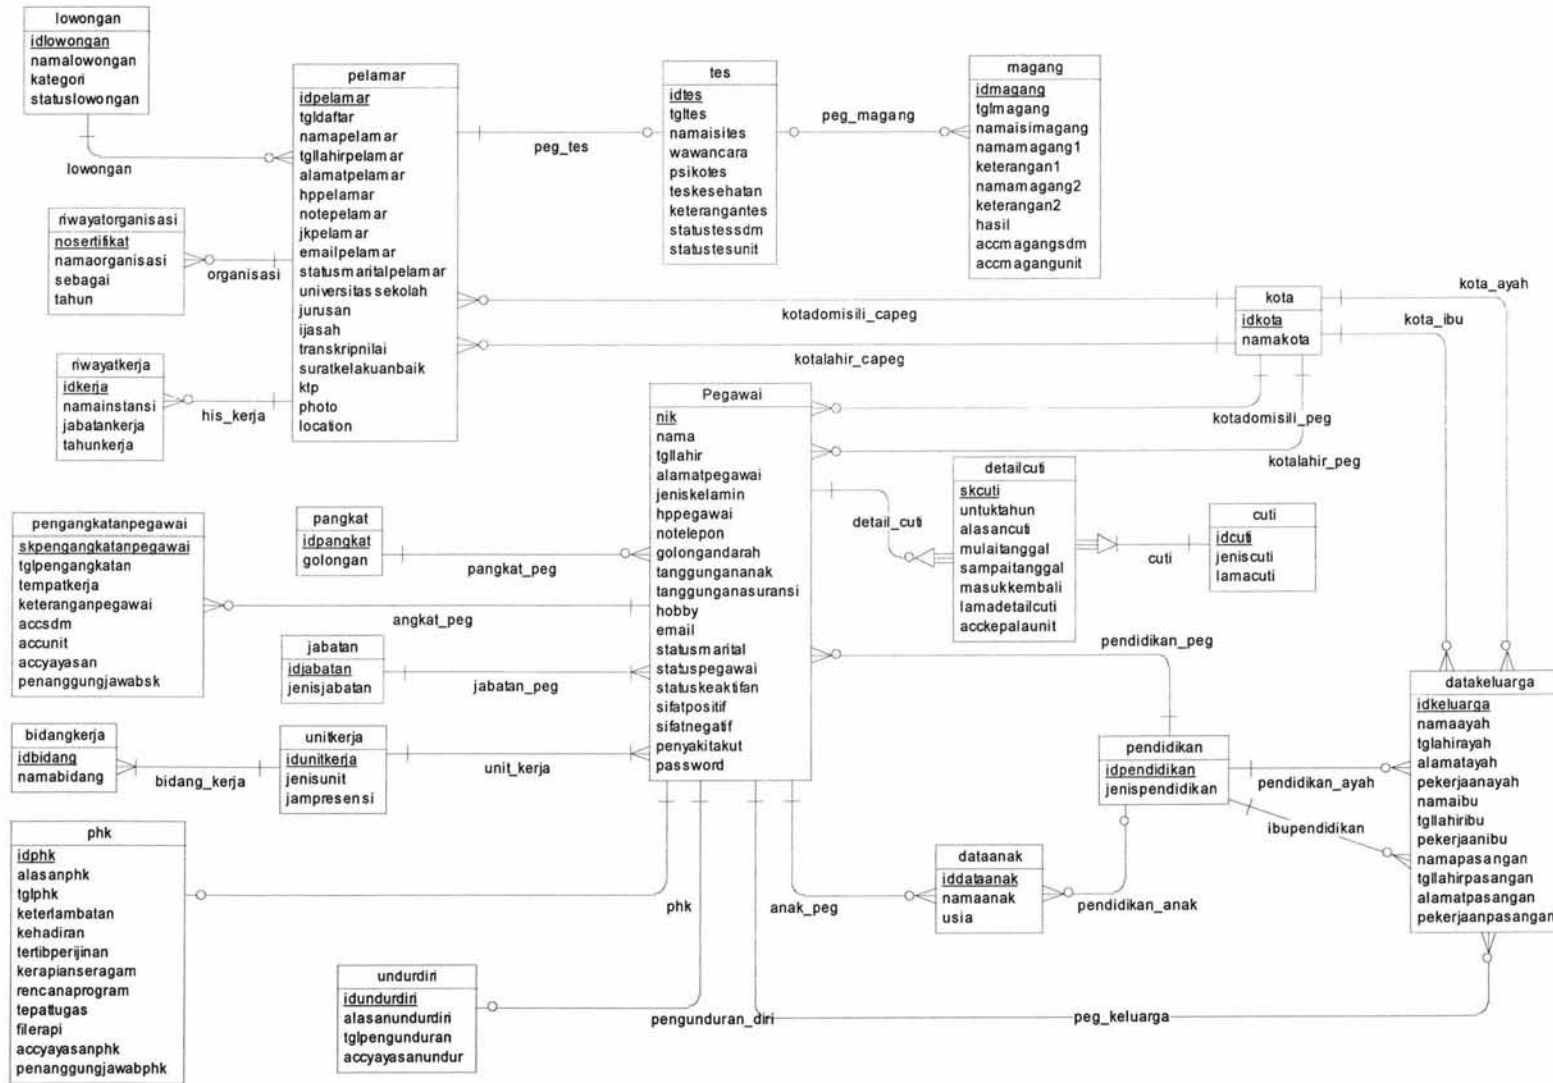 lowongan
idlowongan
namalowongan
kategori
statuslowongan
lowongan
pelamar
idpelamar
tgldaftar
namapelamar
tgllahirpelamar
alamatpelamar
hppelamar
notepelamar
jkpelamar
emailpelamar
statusmaritalpelamar
universitassekolah
jurusan
ijasah
transkripnilai
suratkelakuanbaik
ktp
photo
location
peg_tes
tes
idtes
tgltes
namaisites
wawancara
psikotes
teskesehatan
keterangantes
statustessdm
statustesunit
peg_magang
magang
idmagang
tglmagang
namaisimagang
namamagang1
keterangan1
namamagang2
keterangan2
hasil
accmagangsdm
accmagangunit
riwayatorganisasi
nosertifikat
namaorganisasi
sebagai
tahun
organisasi
riwayatkerja
idkerja
namainstansi
jabatankerja
tahunkerja
his_kerja
kotadomisili_capeg
kotalahir_capeg
kota
idkota
namakota
kota_ayah
kota_ibu
kotadomisili_peg
kotalahir_peg
Pegawai
nik
nama
tgllahir
alamatpegawai
jeniskelamin
hppegawai
notelepon
golongandarah
tanggungananak
tanggunganasuransi
hobby
email
statusmarital
statuspegawai
statuskeaktifan
sifatpositif
sifatnegatif
penyakitakut
password
detail_cuti
detailcuti
skcuti
untuktahun
alasancuti
mulaitanggal
sampaitanggal
masukkembali
lamadetailcuti
acckepalaunit
cuti
cuti
idcuti
jeniscuti
lamacuti
pengangkatanpegawai
skpengangkatanpegawai
tglpengangkatan
tempatkerja
keteranganpegawai
accsdm
accunit
accyayasan
penanggungjawabsk
pangkat
idpangkat
golongan
pangkat_peg
angkat_peg
jabatan
idjabatan
jenisjabatan
jabatan_peg
bidangkerja
idbidang
namabidang
bidang_kerja
unitkerja
idunitkerja
jenisunit
jampresensi
unit_kerja
pendidikan_peg
pendidikan
idpendidikan
jenispendidikan
pendidikan_ayah
ibupendidikan
datakeluarga
idkeluarga
namaayah
tglahirayah
alamatayah
pekerjaanayah
namaibu
tgllahiribu
pekerjaanibu
namapasangan
tgllahirpasangan
alamatpasangan
pekerjaanpasangan
phk
idphk
alasanphk
tglphk
keterlambatan
kehadiran
tertibperijinan
kerapianseragam
rencanaprogram
tepattugas
filerapi
accyayasanphk
penanggungjawabphk
phk
anak_peg
dataanak
iddataanak
namaanak
usia
pendidikan_anak
undurdiri
idundurdiri
alasanundurdiri
tglpengunduran
accyayasanundur
pengunduran_diri
peg_keluarga